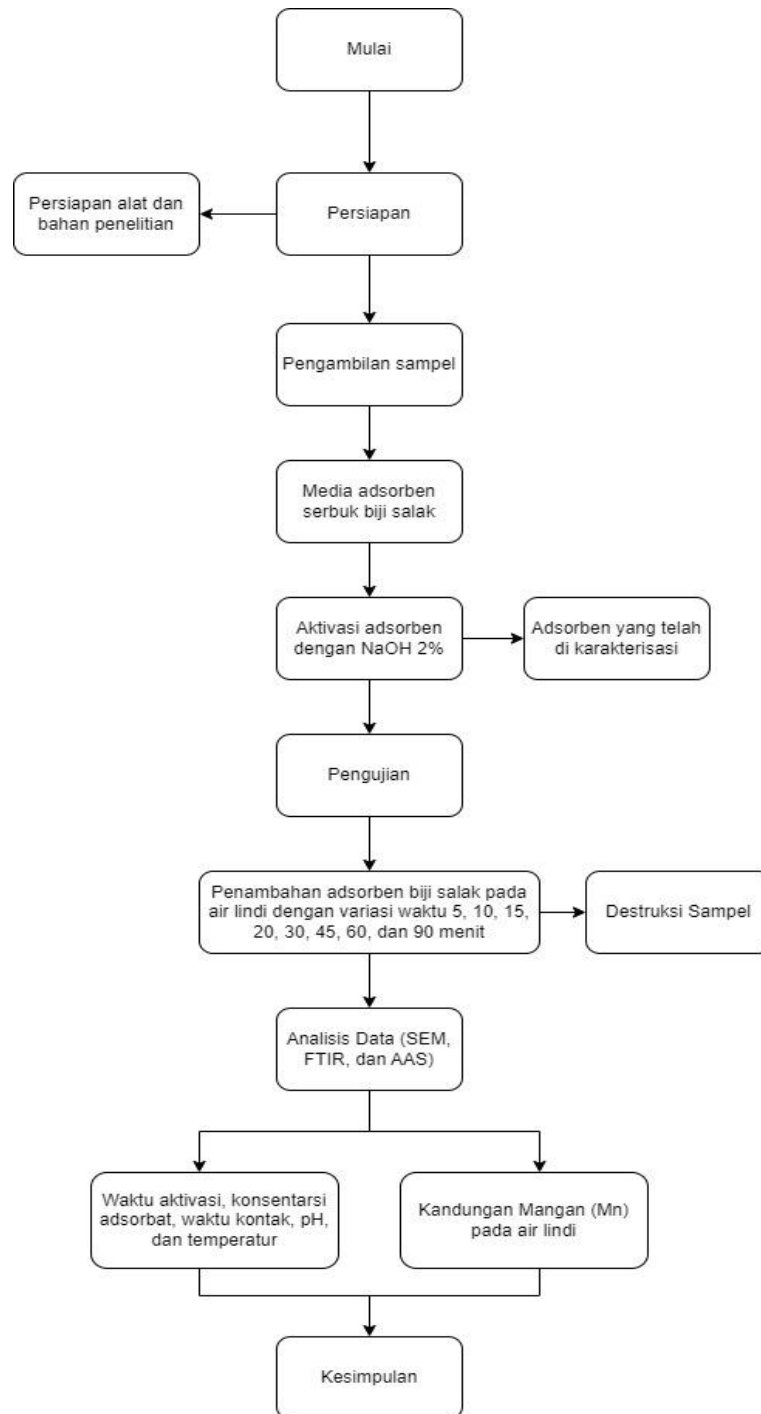 Mulai
Persiapan alat dan
bahan penelitian
Persiapan
Pengambilan sampel
Media adsorben
serbuk biji salak
Aktivasi adsorben
dengan NaOH 2%
Adsorben yang telah
di karakterisasi
Pengujian
Penambahan adsorben biji salak pada
air lindi dengan variasi waktu 5, 10, 15,
20, 30, 45, 60, dan 90 menit
Destruksi Sampel
Analisis Data (SEM,
FTIR, dan AAS)
Waktu aktivasi, konsentarsi
adsorbat, waktu kontak, pH,
dan temperatur
Kandungan Mangan (Mn)
pada air lindi
Kesimpulan